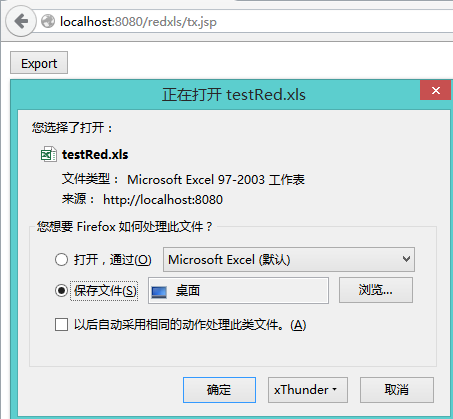 localhost:8080/redxls/tx.jsp
Export
正在打开 testRed.xls
您选择了打开：
testRed.xls
文件类型： Microsoft Excel 97-2003 工作表
来源： http://localhost:8080
您想要 Firefox 如何处理此文件？
打开，通过(O) Microsoft Excel (默认)
保存文件(S) 桌面 浏览...
以后自动采用相同的动作处理此类文件。(A)
确定 xThunder 取消